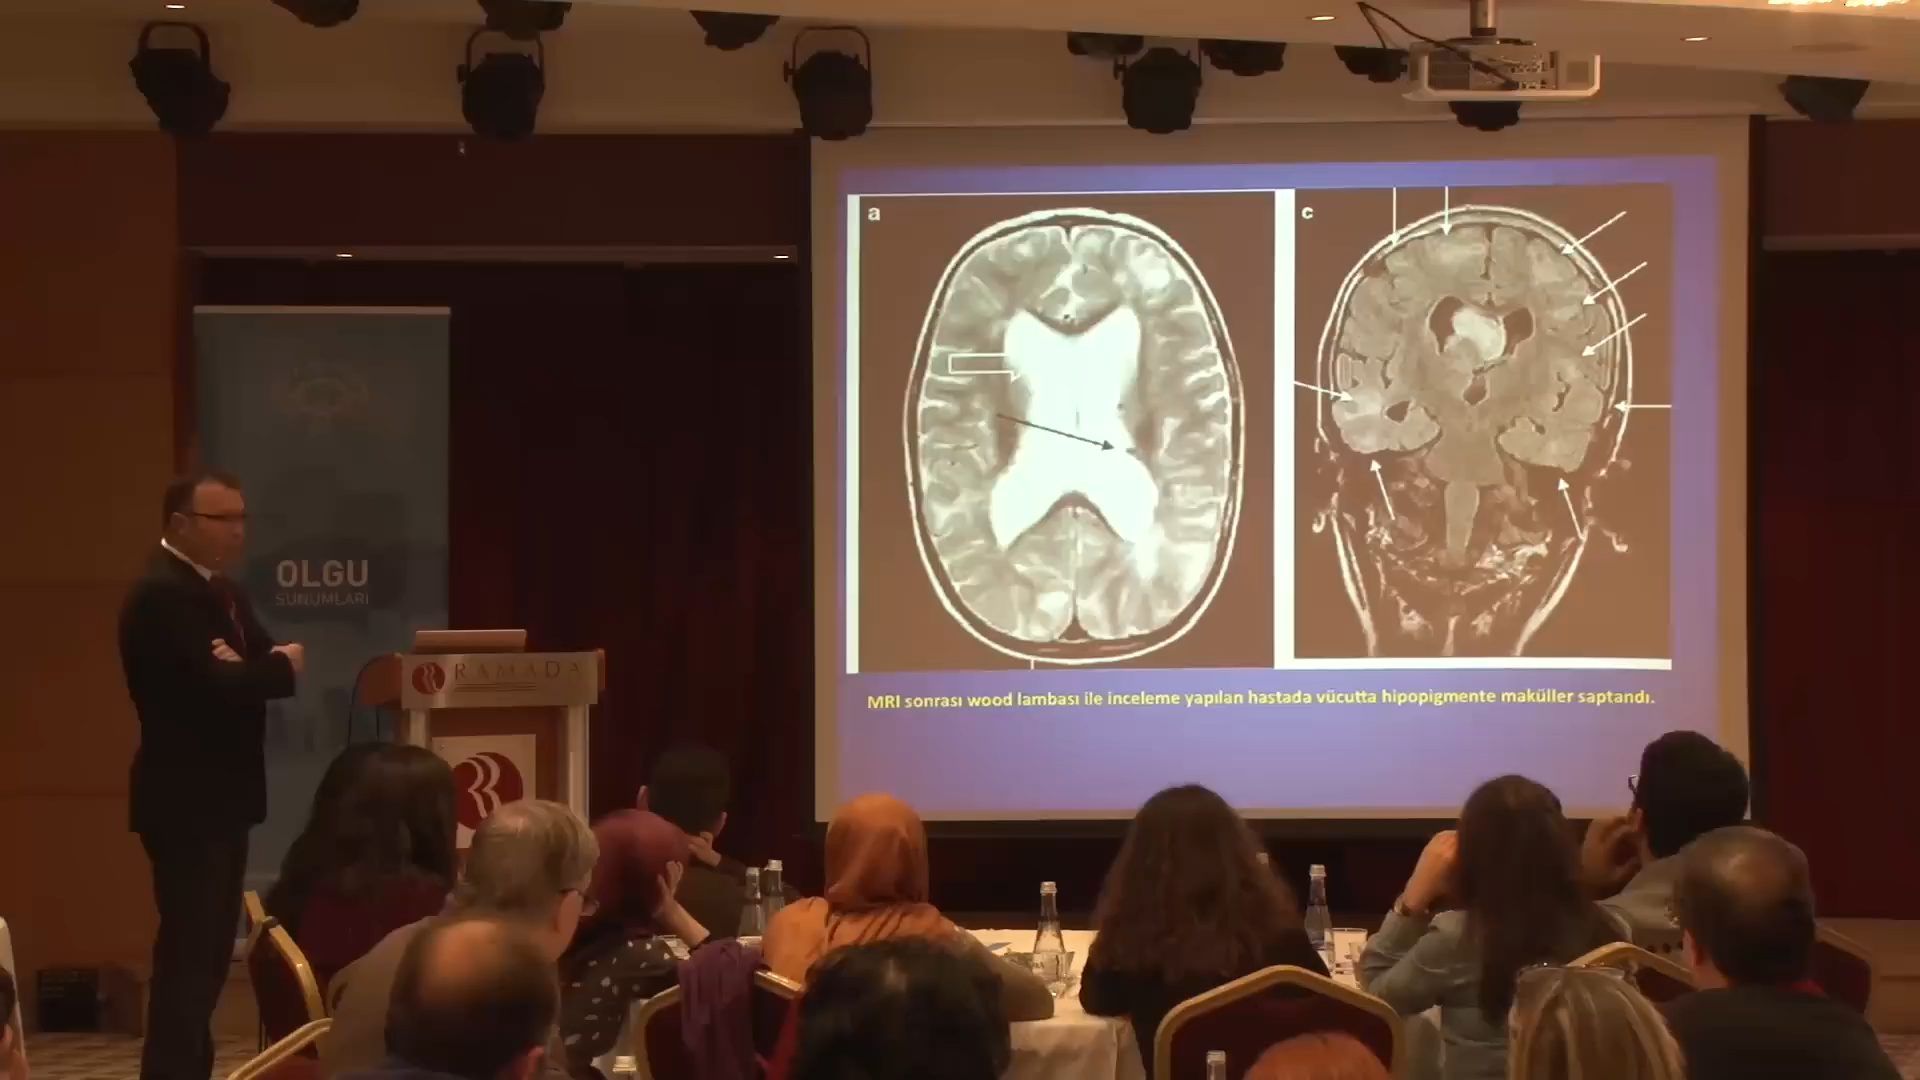 a
c
MRI sonrası wood lambası ile inceleme yapılan hastada vücutta hipopigmente maküller saptandı.
OLGU
SUNUMLARI
RAMADA